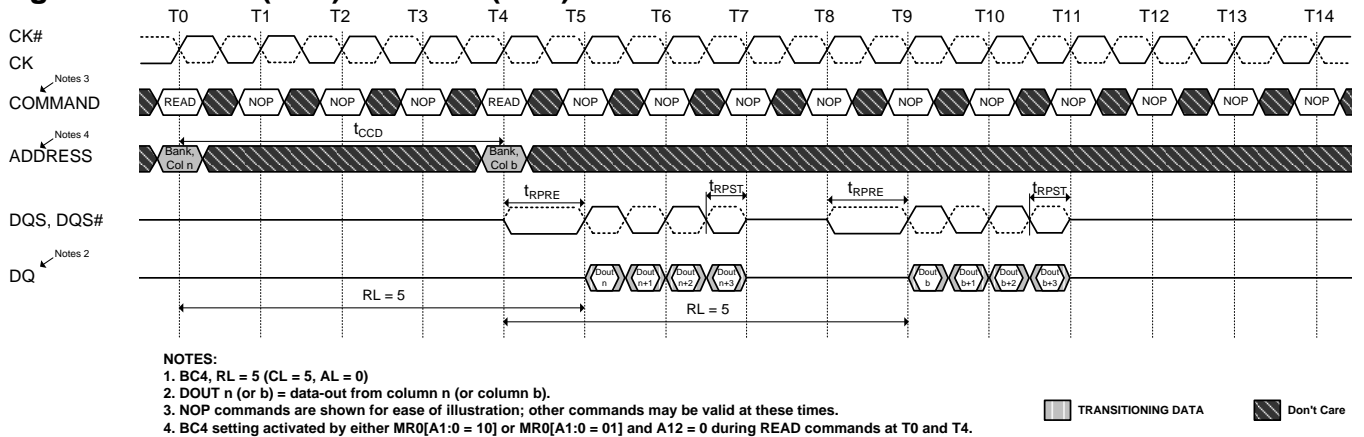 T0 T1 T2 T3 T4 T5 T6 T7 T8 T9 T10 T11 T12 T13 T14
CK#
CK
Notes 3
COMMAND
READ NOP NOP NOP READ NOP NOP NOP NOP NOP NOP NOP NOP NOP NOP
tCCD
Notes 4
ADDRESS
Bank, Col n
Bank, Col b
tRPRE tRPST tRPRE tRPST
DQS, DQS#
Notes 2
DQ
Dout n
Dout n+1
Dout n+2
Dout n+3
Dout b
Dout b+1
Dout b+2
Dout b+3
RL = 5
RL = 5
NOTES:
1. BC4, RL = 5 (CL = 5, AL = 0)
2. DOUT n (or b) = data-out from column n (or column b).
3. NOP commands are shown for ease of illustration; other commands may be valid at these times.
4. BC4 setting activated by either MR0[A1:0 = 10] or MR0[A1:0 = 01] and A12 = 0 during READ commands at T0 and T4.
TRANSITIONING DATA
Don't Care